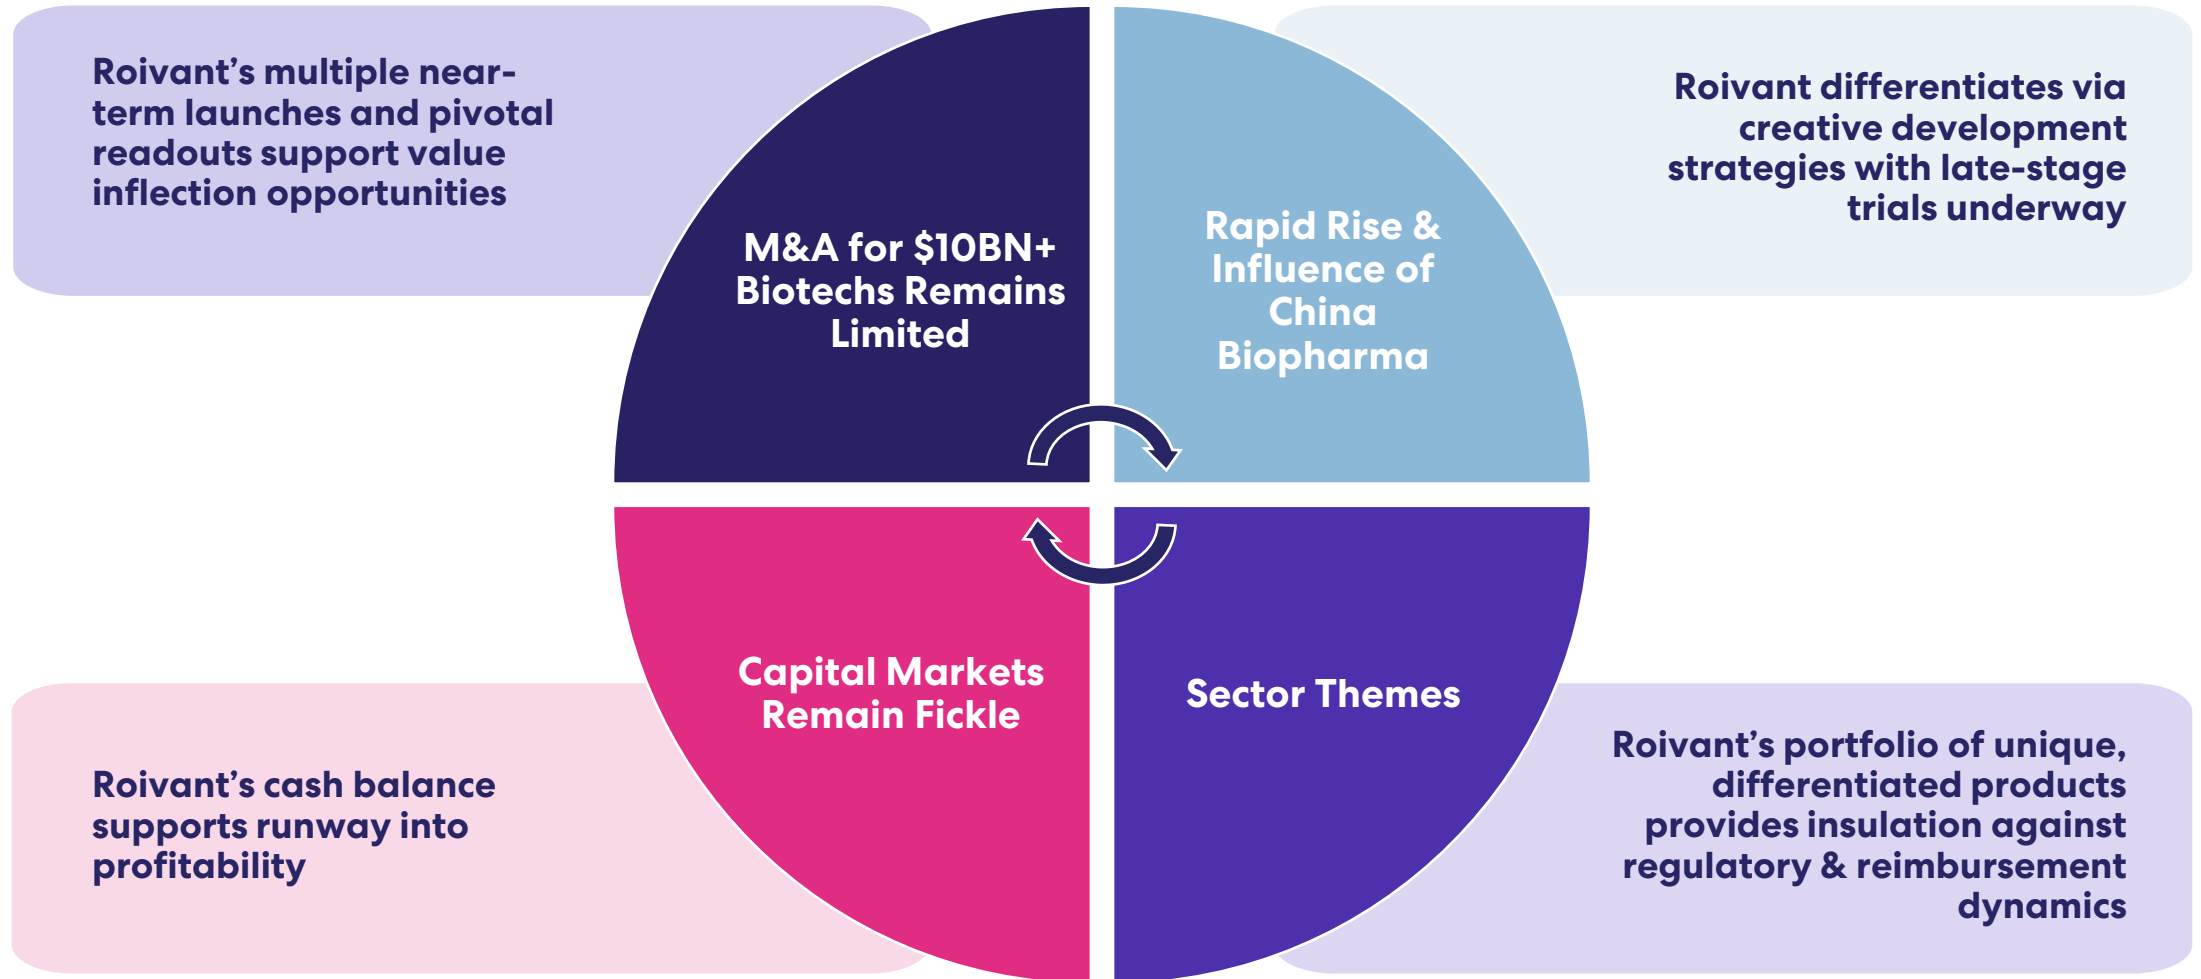 Roivant’s multiple near-
term launches and pivotal
readouts support value
inflection opportunities
M&A for $10BN+
Biotechs Remains
Limited
Rapid Rise &
Influence of
China
Biopharma
Roivant differentiates via
creative development
strategies with late-stage
trials underway
Roivant’s cash balance
supports runway into
profitability
Capital Markets
Remain Fickle
Sector Themes
Roivant’s portfolio of unique,
differentiated products
provides insulation against
regulatory & reimbursement
dynamics